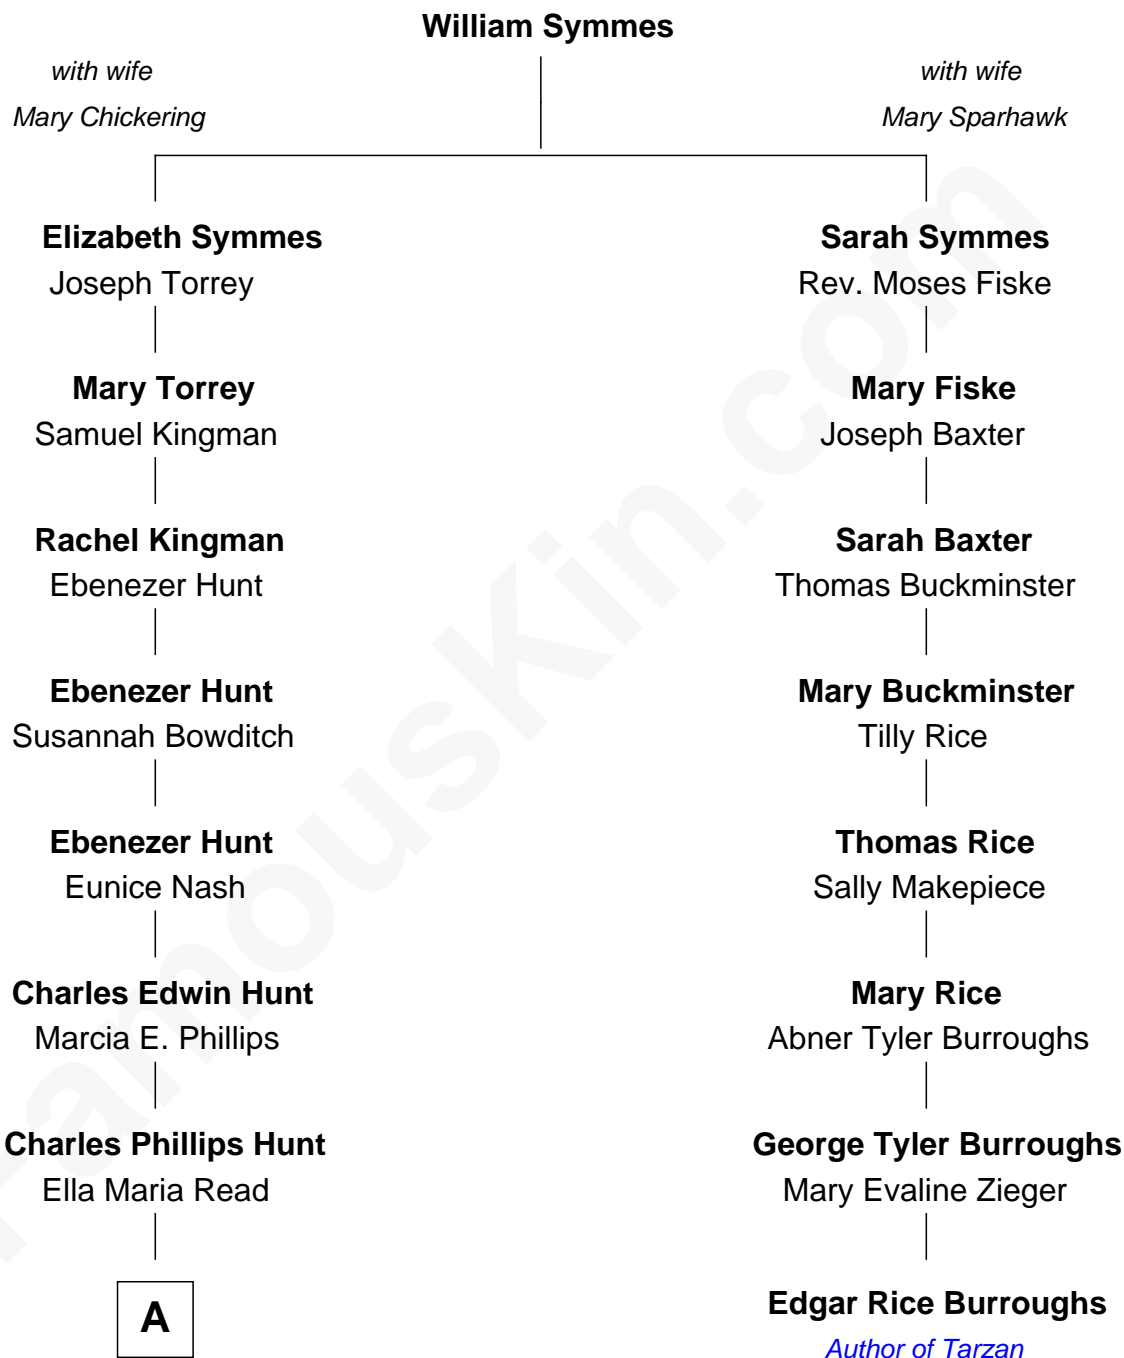 William Symmes
with wife
Mary Chickering
with wife
Mary Sparhawk
Elizabeth Symmes
Joseph Torrey
Sarah Symmes
Rev. Moses Fiske
Mary Torrey
Samuel Kingman
Mary Fiske
Joseph Baxter
Rachel Kingman
Ebenezer Hunt
Sarah Baxter
Thomas Buckminster
Ebenezer Hunt
Susannah Bowditch
Mary Buckminster
Tilly Rice
Ebenezer Hunt
Eunice Nash
Thomas Rice
Sally Makepiece
Charles Edwin Hunt
Marcia E. Phillips
Mary Rice
Abner Tyler Burroughs
Charles Phillips Hunt
Ella Maria Read
George Tyler Burroughs
Mary Evaline Zieger
A
Edgar Rice Burroughs
Author of Tarzan
FamousKin.com